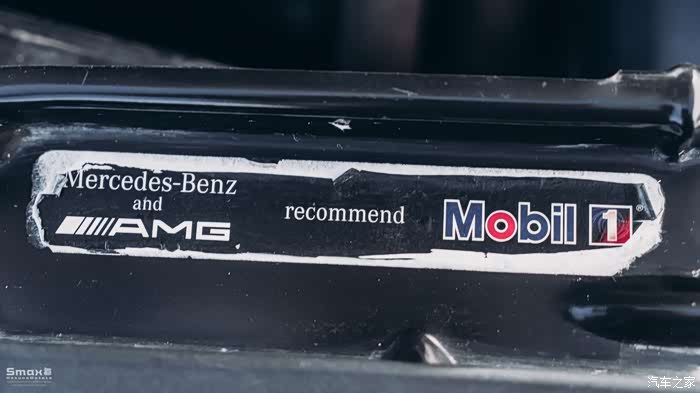 Mercedes-Benz
and
AMG
recommend
Mobil 1®
Smax
汽车之家